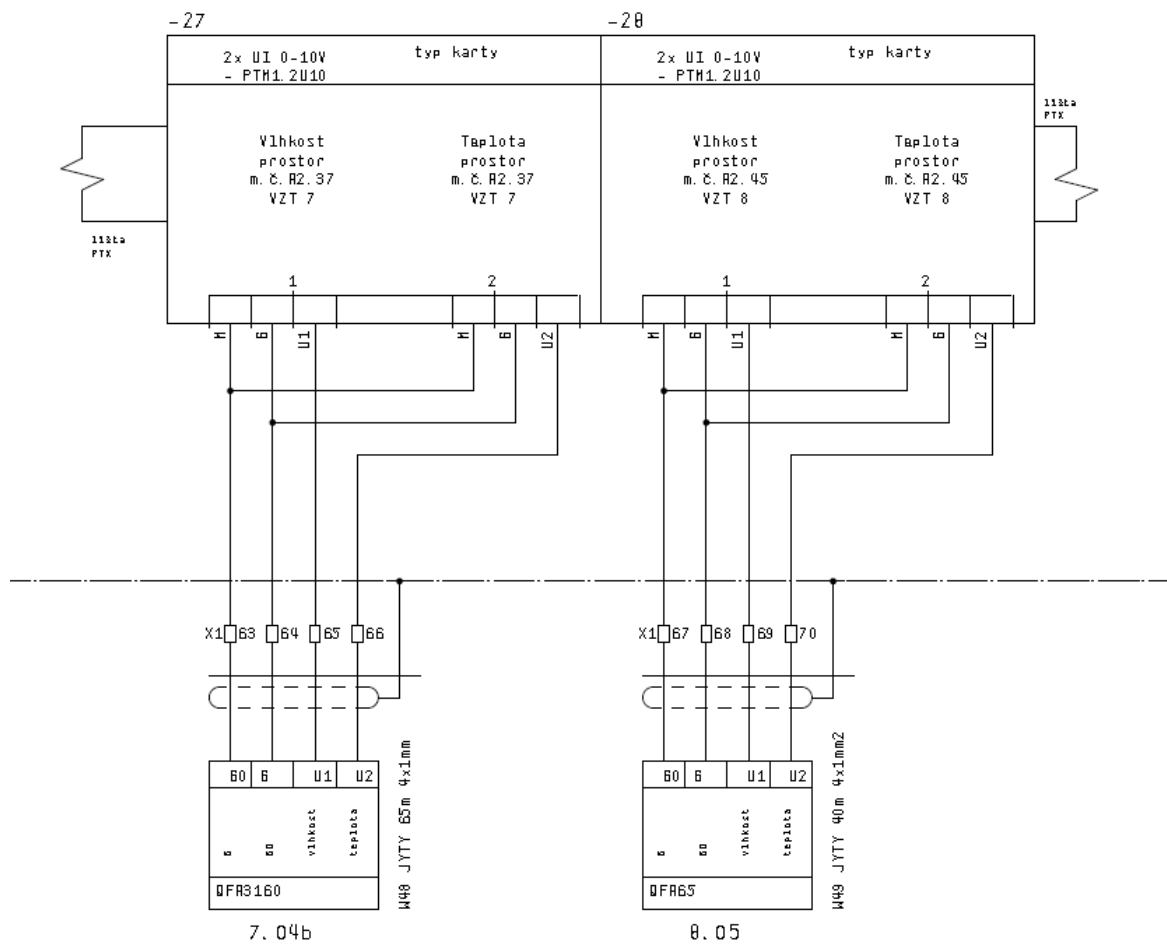 -27
-28
2x UI 0-10V
- PTM1.2U10
typ karty
2x UI 0-10V
- PTM1.2U10
typ karty
lišta
PTX
Vlhkost
prostor
m.č.A2.37
VZT 7
Teplota
prostor
m.č.A2.37
VZT 7
Vlhkost
prostor
m.č.A2.45
VZT 8
Teplota
prostor
m.č.A2.45
VZT 8
lišta
PTX
1
2
1
2
M
G
U1
M
G
U2
M
G
U1
M
G
U2
X1
63
64
65
66
X1
67
68
69
70
G0
G
U1
U2
G
G0
vlhkost
teplota
QFA3160
7.04b
W48 JYTY 65m 4x1mm
G0
G
U1
U2
G
G0
vlhkost
teplota
QFA65
8.05
W49 JYTY 40m 4x1mm2